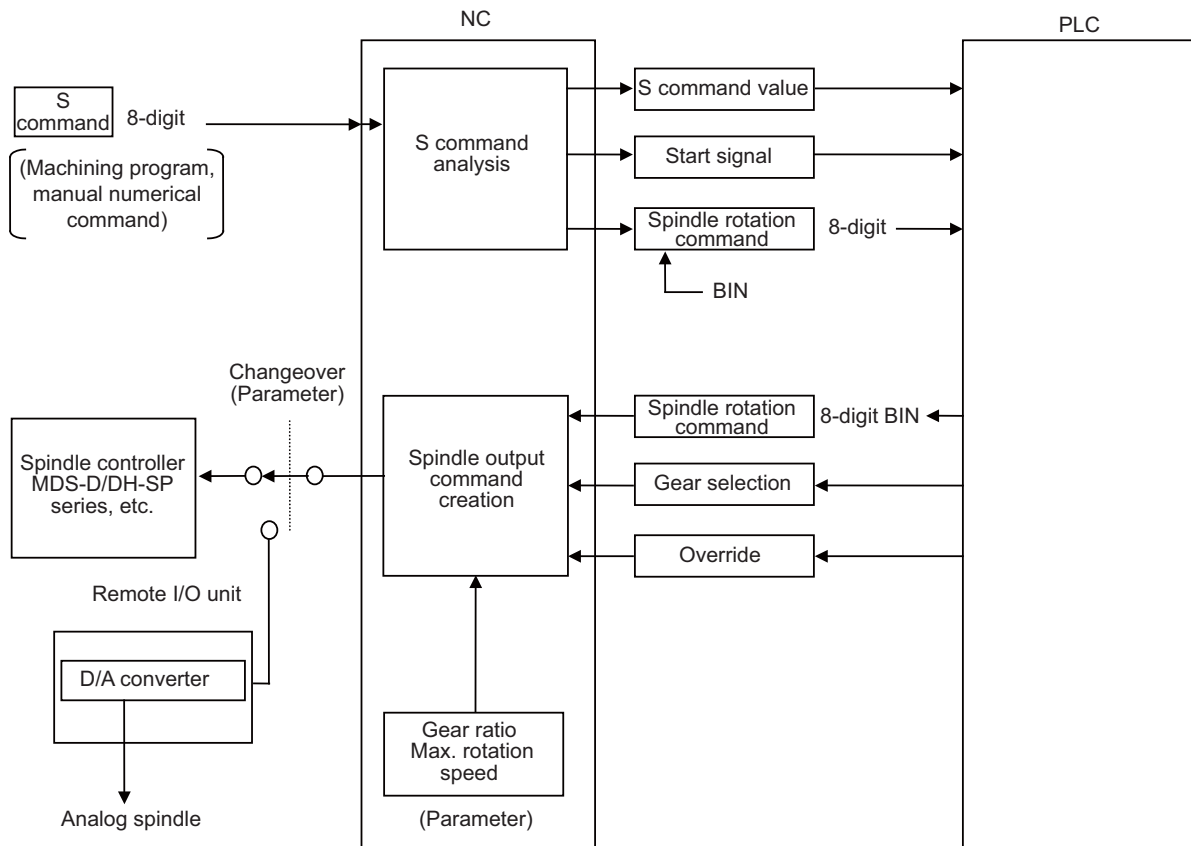 NC
PLC
S
command
8-digit
(Machining program,
manual numerical
command)
S command
analysis
S command value
Start signal
Spindle rotation
command
8-digit
BIN
Changeover
(Parameter)
Spindle controller
MDS-D/DH-SP
series, etc.
Spindle output
command
creation
Spindle rotation
command
8-digit BIN
Gear selection
Override
Remote I/O unit
D/A converter
Analog spindle
Gear ratio
Max. rotation
speed
(Parameter)